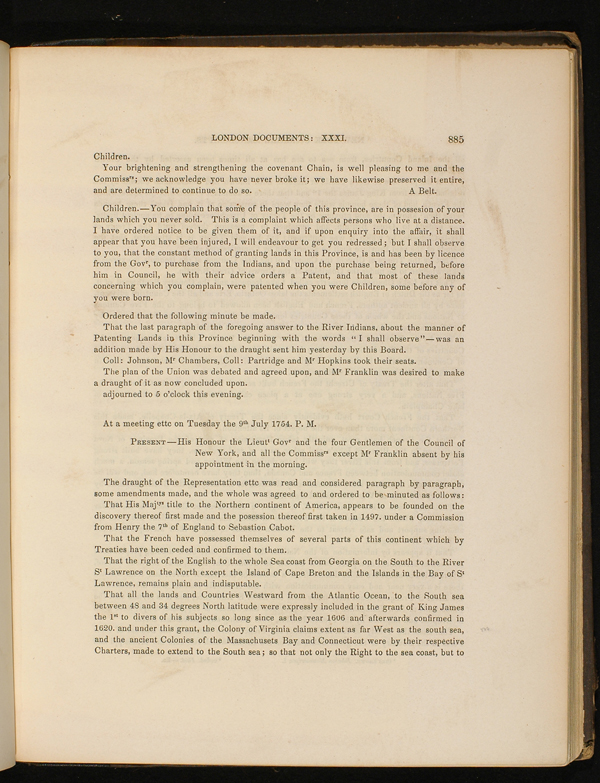 LONDON DOCUMENTS: XXXI. 885
Children.
Your brightening and strengthening the covenant Chain, is well pleasing to me and the
Commissʳˢ; we acknowledge you have never broke it; we have likewise preserved it entire,
and are determined to continue to do so. A Belt.
Children.—You complain that some of the people of this province, are in possesion of your
lands which you never sold. This is a complaint which affects persons who live at a distance.
I have ordered notice to be given them of it, and if upon enquiry into the affair, it shall
appear that you have been injured, I will endeavour to get you redressed; but I shall observe
to you, that the constant method of granting lands in this Province, is and has been by licence
from the Govʳ, to purchase from the Indians, and upon the purchase being returned, before
him in Council, he with their advice orders a Patent, and that most of these lands
concerning which you complain, were patented when you were Children, some before any of
you were born.
Ordered that the following minute be made.
That the last paragraph of the foregoing answer to the River Indians, about the manner of
Patenting Lands in this Province beginning with the words "I shall observe"—was an
addition made by His Honour to the draught sent him yesterday by this Board.
Coll: Johnson, Mʳ Chambers, Coll: Partridge and Mʳ Hopkins took their seats.
The plan of the Union was debated and agreed upon, and Mʳ Franklin was desired to make
a draught of it as now concluded upon.
adjourned to 5 o'clock this evening.
At a meeting ettc on Tuesday the 9ᵗʰ July 1754. P. M.
PRESENT—His Honour the Lieutᵗ Govʳ and the four Gentlemen of the Council of
New York, and all the Commissʳˢ except Mʳ Franklin absent by his
appointment in the morning.
The draught of the Representation ettc was read and considered paragraph by paragraph,
some amendments made, and the whole was agreed to and ordered to be minuted as follows:
That His Majᵗʸˢ title to the Northern continent of America, appears to be founded on the
discovery thereof first made and the posession thereof first taken in 1497. under a Commission
from Henry the 7ᵗʰ of England to Sebastion Cabot.
That the French have possessed themselves of several parts of this continent which by
Treaties have been ceded and confirmed to them.
That the right of the English to the whole Sea coast from Georgia on the South to the River
Sᵗ Lawrence on the North except the Island of Cape Breton and the Islands in the Bay of Sᵗ
Lawrence, remains plain and indisputable.
That all the lands and Countries Westward from the Atlantic Ocean, to the South sea
between 48 and 34 degrees North latitude were expressly included in the grant of King James
the 1ˢᵗ to divers of his subjects so long since as the year 1606 and afterwards confirmed in
1620. and under this grant, the Colony of Virginia claims extent as far West as the south sea,
and the ancient Colonies of the Massachusets Bay and Connecticut were by their respective
Charters, made to extend to the South sea; so that not only the Right to the sea coast, but to